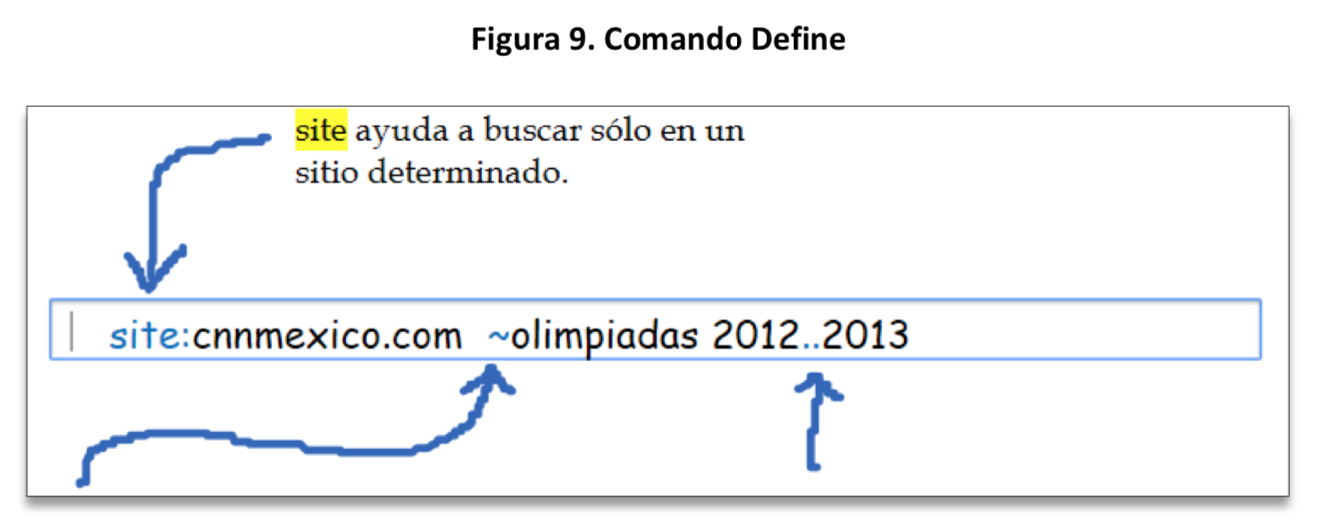 Figura 9. Comando Define
site ayuda a buscar sólo en un
sitio determinado.
site:cnnmexico.com ~olimpiadas 2012..2013